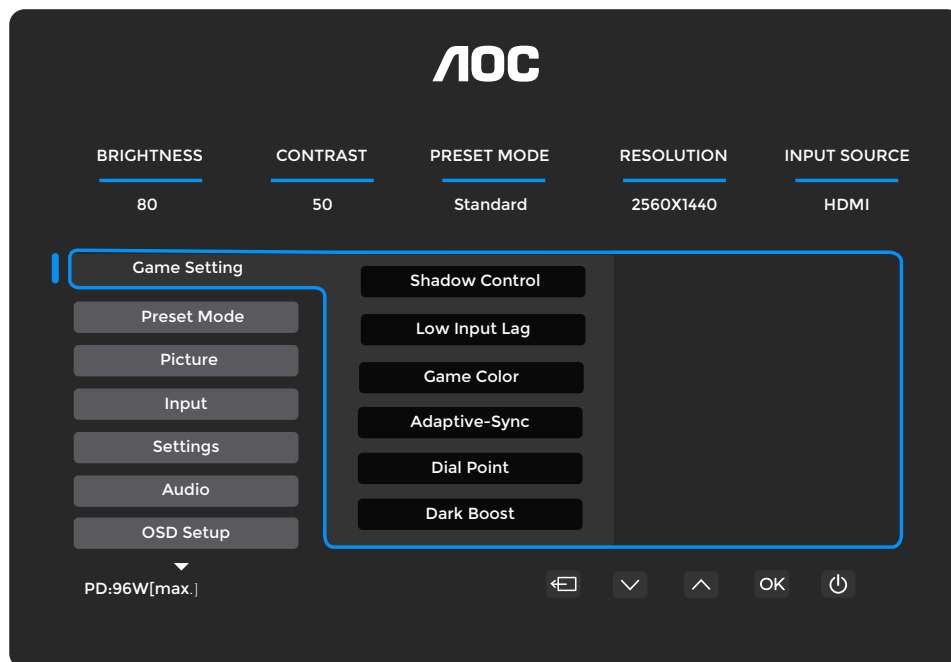 AOC
BRIGHTNESS CONTRAST PRESET MODE RESOLUTION INPUT SOURCE
80 50 Standard 2560X1440 HDMI
Game Setting
Preset Mode
Picture
Input
Settings
Audio
OSD Setup
Shadow Control
Low Input Lag
Game Color
Adaptive-Sync
Dial Point
Dark Boost
PD:96W[max.]
OK